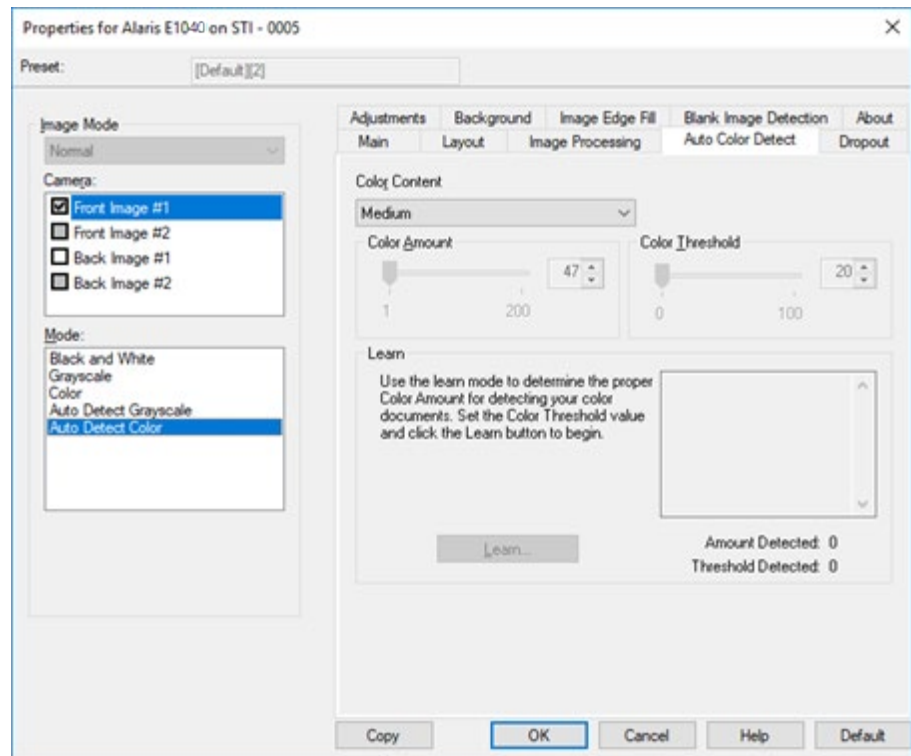 Properties for Alaris E1040 on STI - 0005
Preset: [Default][2]
Image Mode
Normal
Camera:
Front Image #1
Front Image #2
Back Image #1
Back Image #2
Mode:
Black and White
Grayscale
Color
Auto Detect Grayscale
Auto Detect Color
Adjustments Background Image Edge Fill Blank Image Detection About
Main Layout Image Processing Auto Color Detect Dropout
Color Content
Medium
Color Amount
47
1 200
Color Threshold
20
0 100
Learn
Use the learn mode to determine the proper
Color Amount for detecting your color
documents. Set the Color Threshold value
and click the Learn button to begin.
Learn...
Amount Detected: 0
Threshold Detected: 0
Copy OK Cancel Help Default